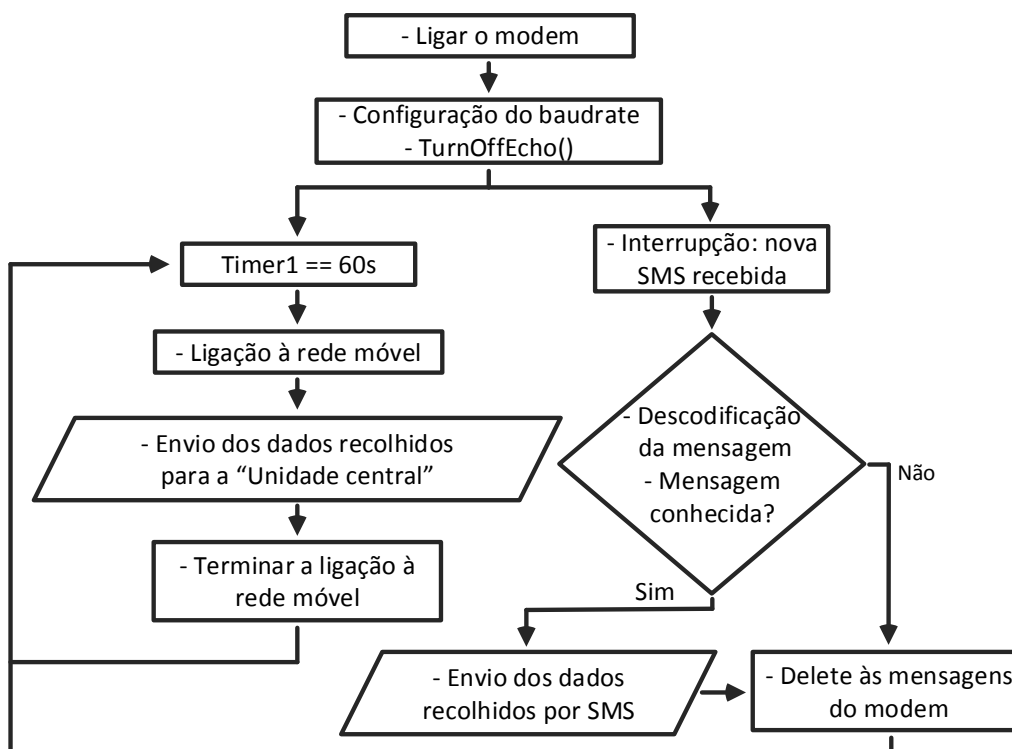 - Ligar o modem
- Configuração do baudrate
- TurnOffEcho()
Timer1 == 60s
- Interrupção: nova
SMS recebida
- Ligação à rede móvel
- Envio dos dados recolhidos
para a “Unidade central”
- Descodificação
da mensagem
- Mensagem
conhecida?
Não
- Terminar a ligação à
rede móvel
Sim
- Envio dos dados
recolhidos por SMS
- Delete às mensagens
do modem